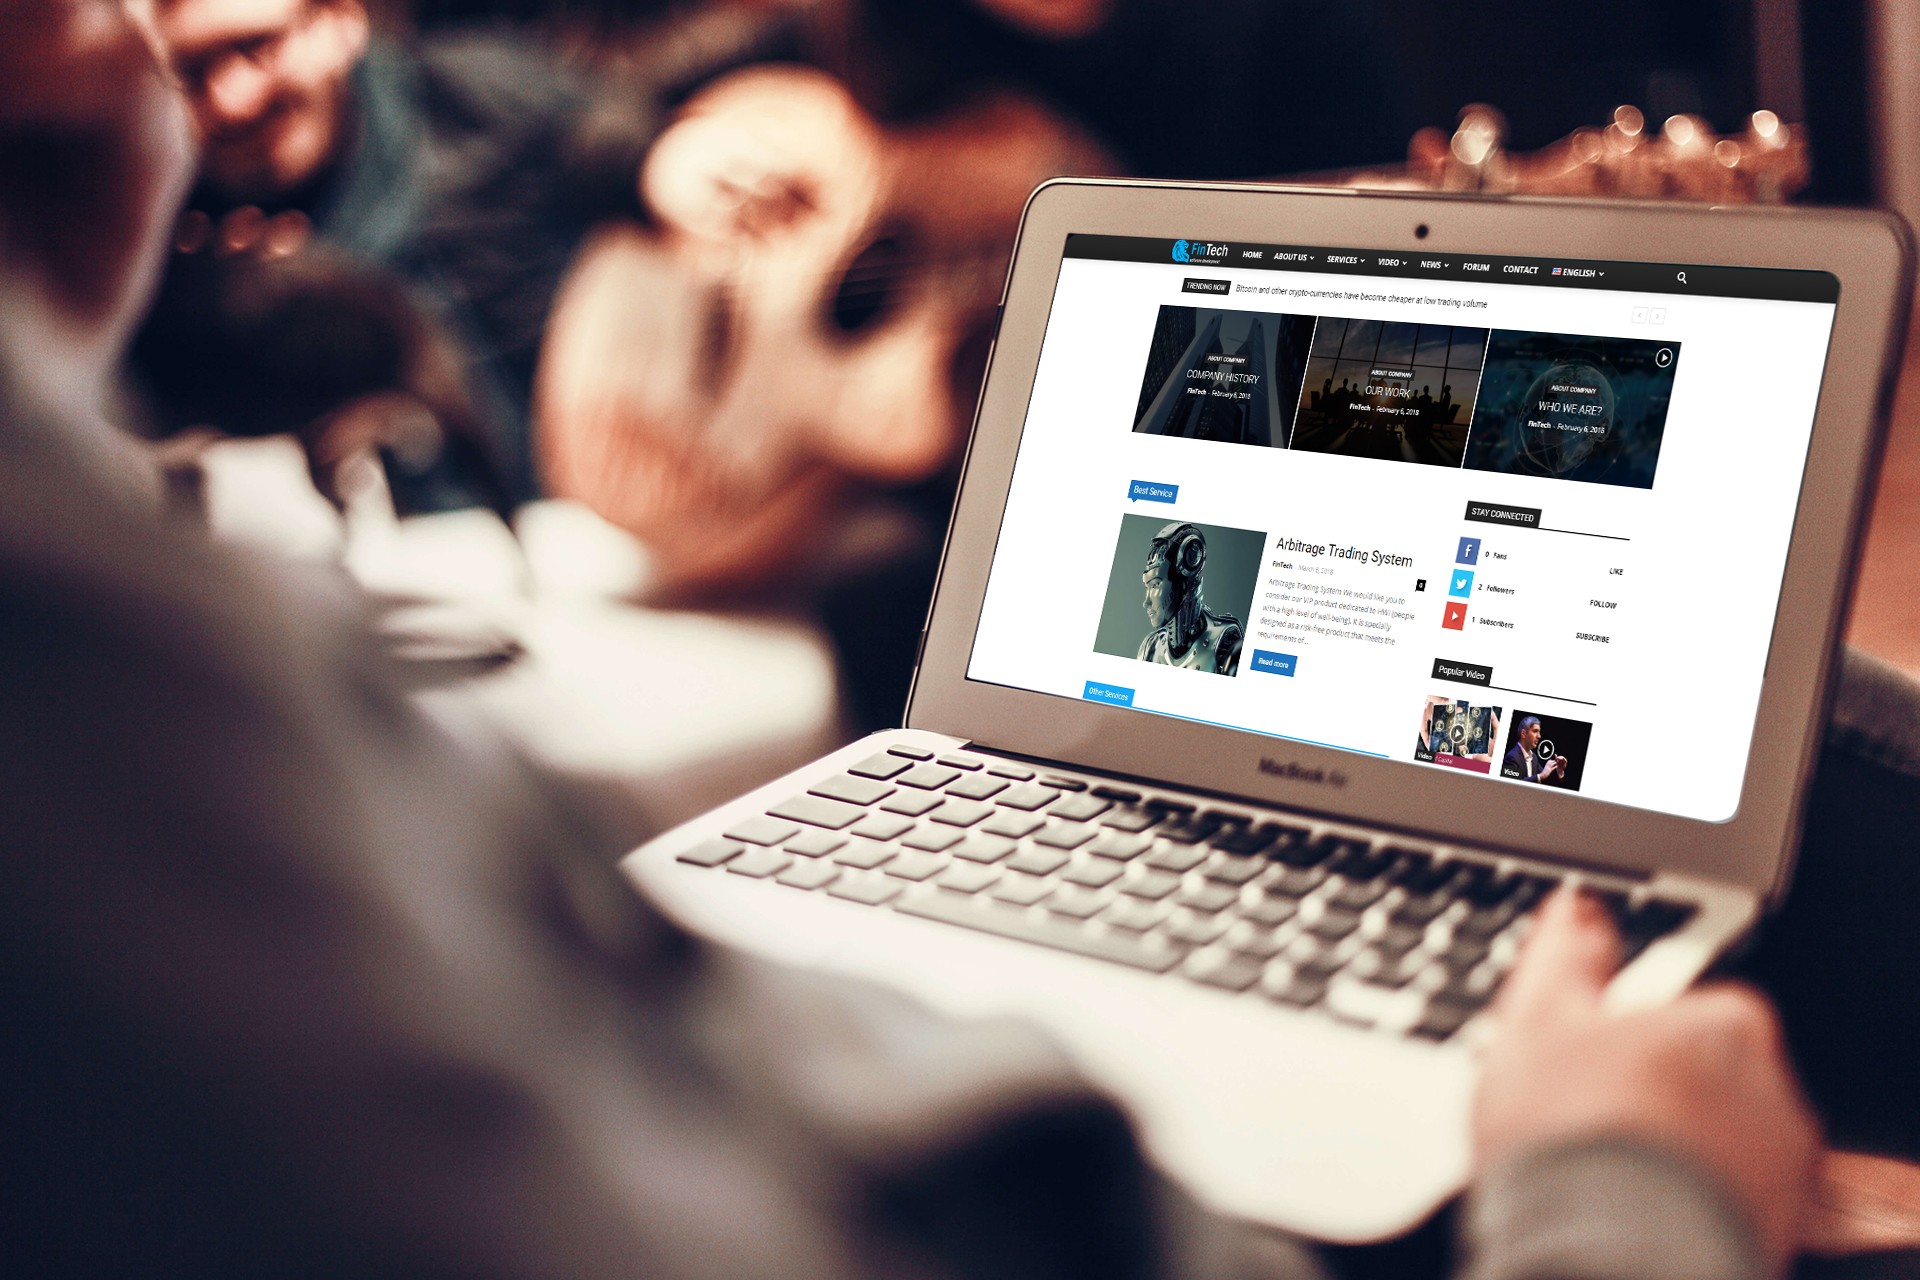 FinTech
software development
HOME
ABOUT US
SERVICES
VIDEO
NEWS
FORUM
CONTACT
ENGLISH
TRENDING NOW
Bitcoin and other crypto-currencies have become cheaper at low trading volume
ABOUT COMPANY
COMPANY HISTORY
FinTech - February 6, 2018
ABOUT COMPANY
OUR WORK
FinTech - February 6, 2018
ABOUT COMPANY
WHO WE ARE?
FinTech - February 6, 2018
Best Service
Arbitrage Trading System
FinTech - March 6, 2018
0
Arbitrage Trading System We would like you to
consider our VIP product dedicated to HWI (people
with a high level of well-being). It is specially
designed as a risk-free product that meets the
requirements of...
Read more
Other Services
STAY CONNECTED
0 Fans
LIKE
2 Followers
FOLLOW
1 Subscribers
SUBSCRIBE
Popular Video
Video
Capital
Video
MacBook Air